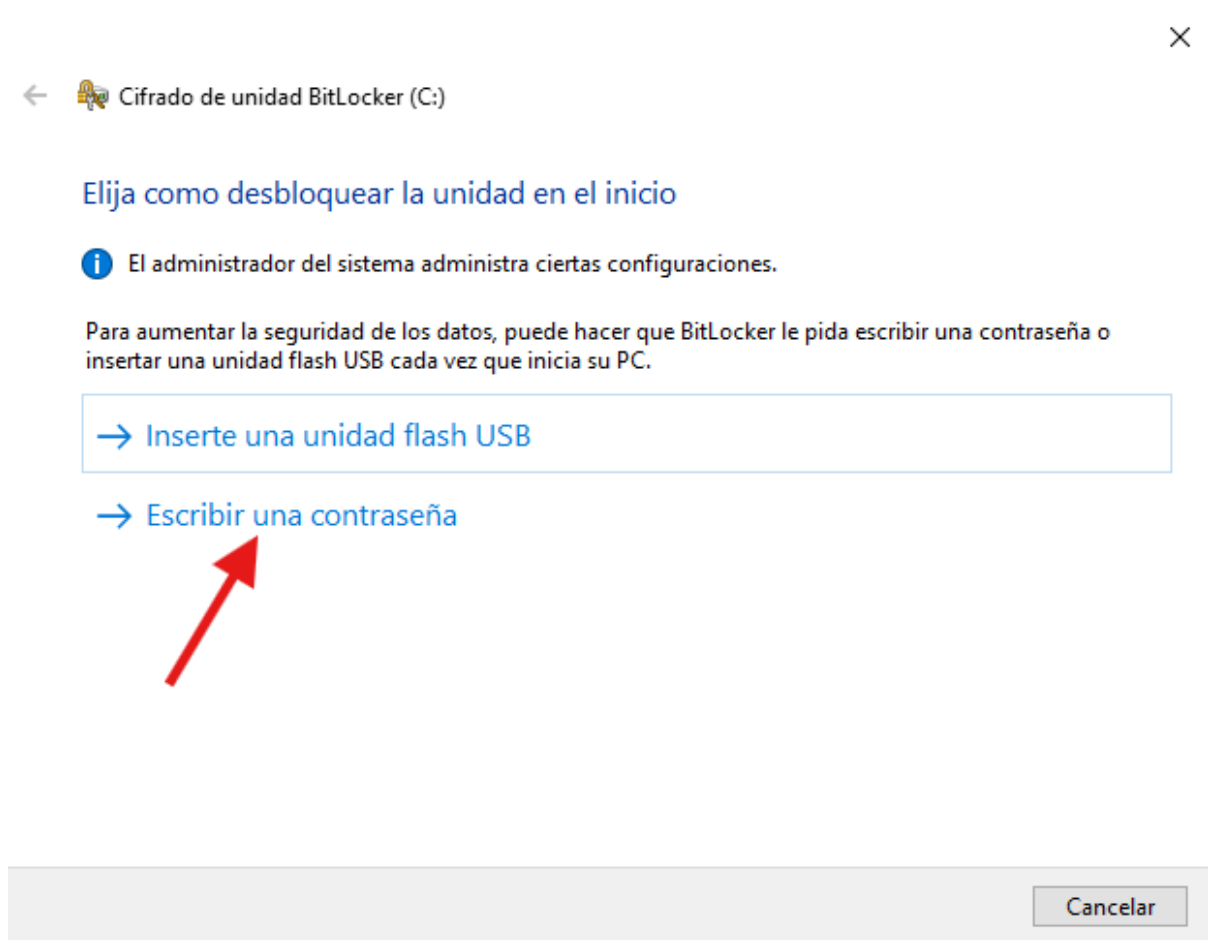 Cifrado de unidad BitLocker (C:)
Elija como desbloquear la unidad en el inicio
El administrador del sistema administra ciertas configuraciones.
Para aumentar la seguridad de los datos, puede hacer que BitLocker le pida escribir una contraseña o
insertar una unidad flash USB cada vez que inicia su PC.
Inserte una unidad flash USB
Escribir una contraseña
Cancelar